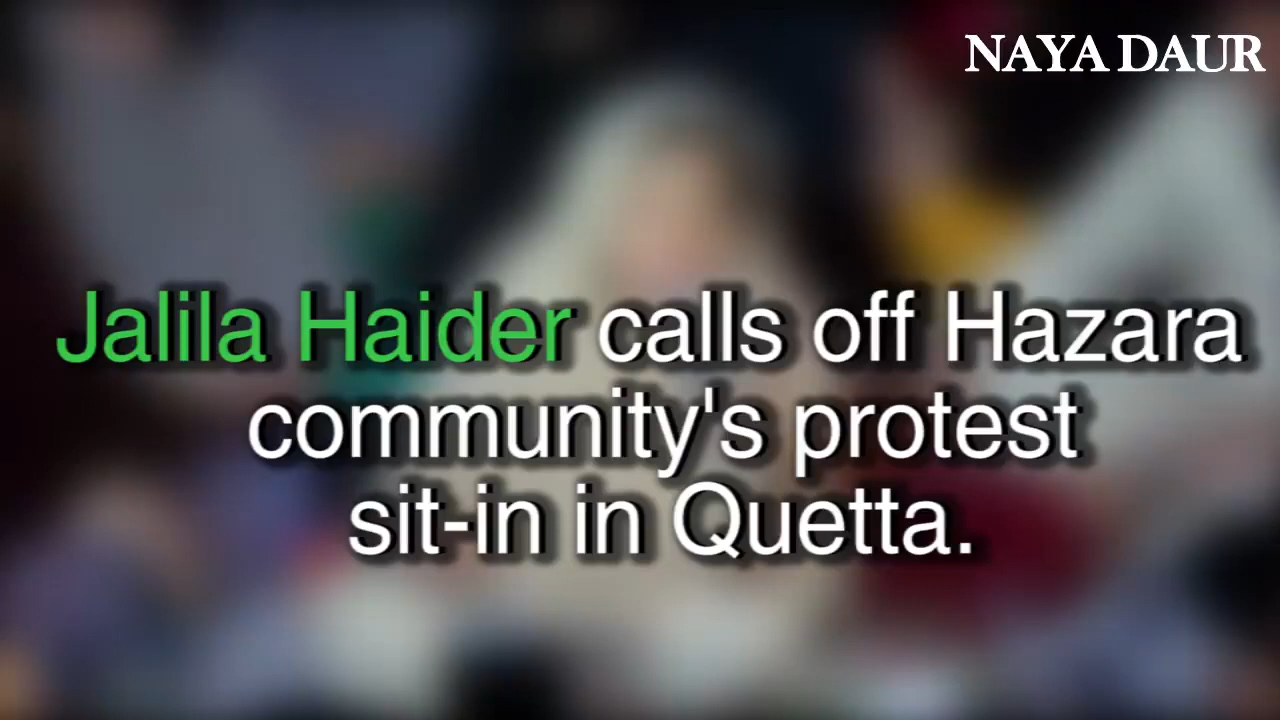 NAYA DAUR
Jalila Haider calls off Hazara
community's protest
sit-in in Quetta.